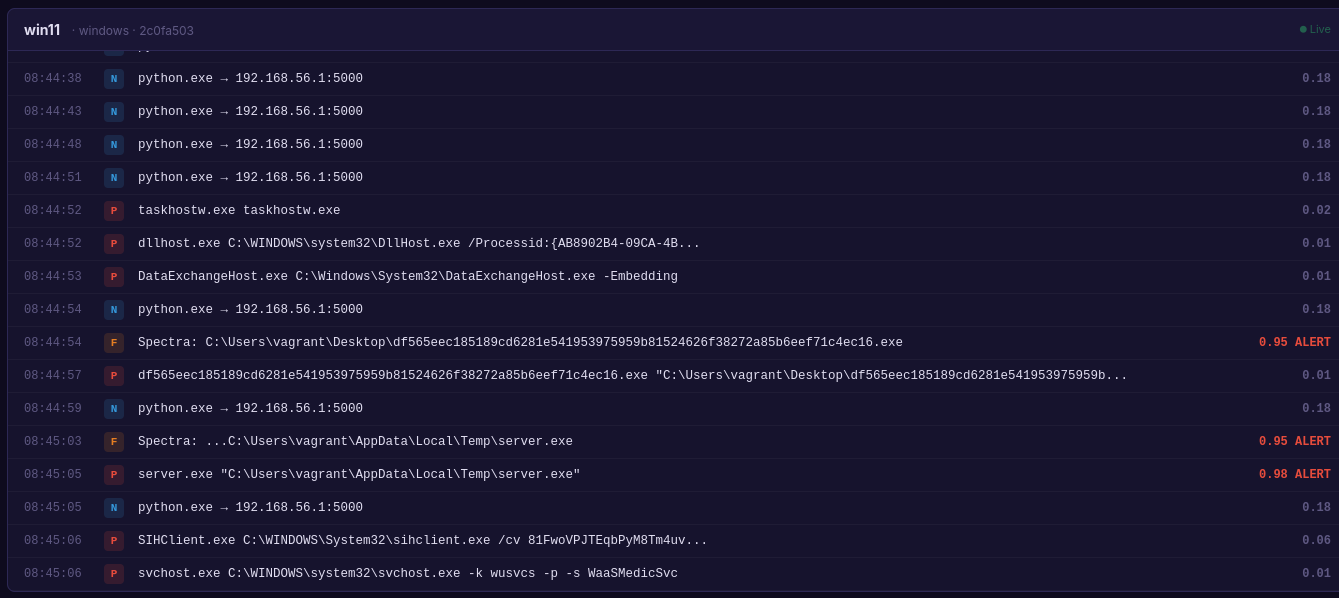 win11 · windows · 2c0fa503 Live
08:44:38 N python.exe → 192.168.56.1:5000 0.18
08:44:43 N python.exe → 192.168.56.1:5000 0.18
08:44:48 N python.exe → 192.168.56.1:5000 0.18
08:44:51 N python.exe → 192.168.56.1:5000 0.18
08:44:52 P taskhostw.exe taskhostw.exe 0.02
08:44:52 P dllhost.exe C:\WINDOWS\system32\DllHost.exe /Processid:{AB8902B4-09CA-4B... 0.01
08:44:53 P DataExchangeHost.exe C:\Windows\System32\DataExchangeHost.exe -Embedding 0.01
08:44:54 N python.exe → 192.168.56.1:5000 0.18
08:44:54 F Spectra: C:\Users\vagrant\Desktop\df565eec185189cd6281e541953975959b81524626f38272a85b6eef71c4ec16.exe 0.95 ALERT
08:44:57 P df565eec185189cd6281e541953975959b81524626f38272a85b6eef71c4ec16.exe "C:\Users\vagrant\Desktop\df565eec185189cd6281e541953975959b... 0.01
08:44:59 N python.exe → 192.168.56.1:5000 0.18
08:45:03 F Spectra: ...C:\Users\vagrant\AppData\Local\Temp\server.exe 0.95 ALERT
08:45:05 P server.exe "C:\Users\vagrant\AppData\Local\Temp\server.exe" 0.98 ALERT
08:45:05 N python.exe → 192.168.56.1:5000 0.18
08:45:06 P SIHClient.exe C:\WINDOWS\System32\sihclient.exe /cv 81FwoVPJTEqbPyM8Tm4uv... 0.06
08:45:06 P svchost.exe C:\WINDOWS\system32\svchost.exe -k wusvcs -p -s WaaSMedicSvc 0.01